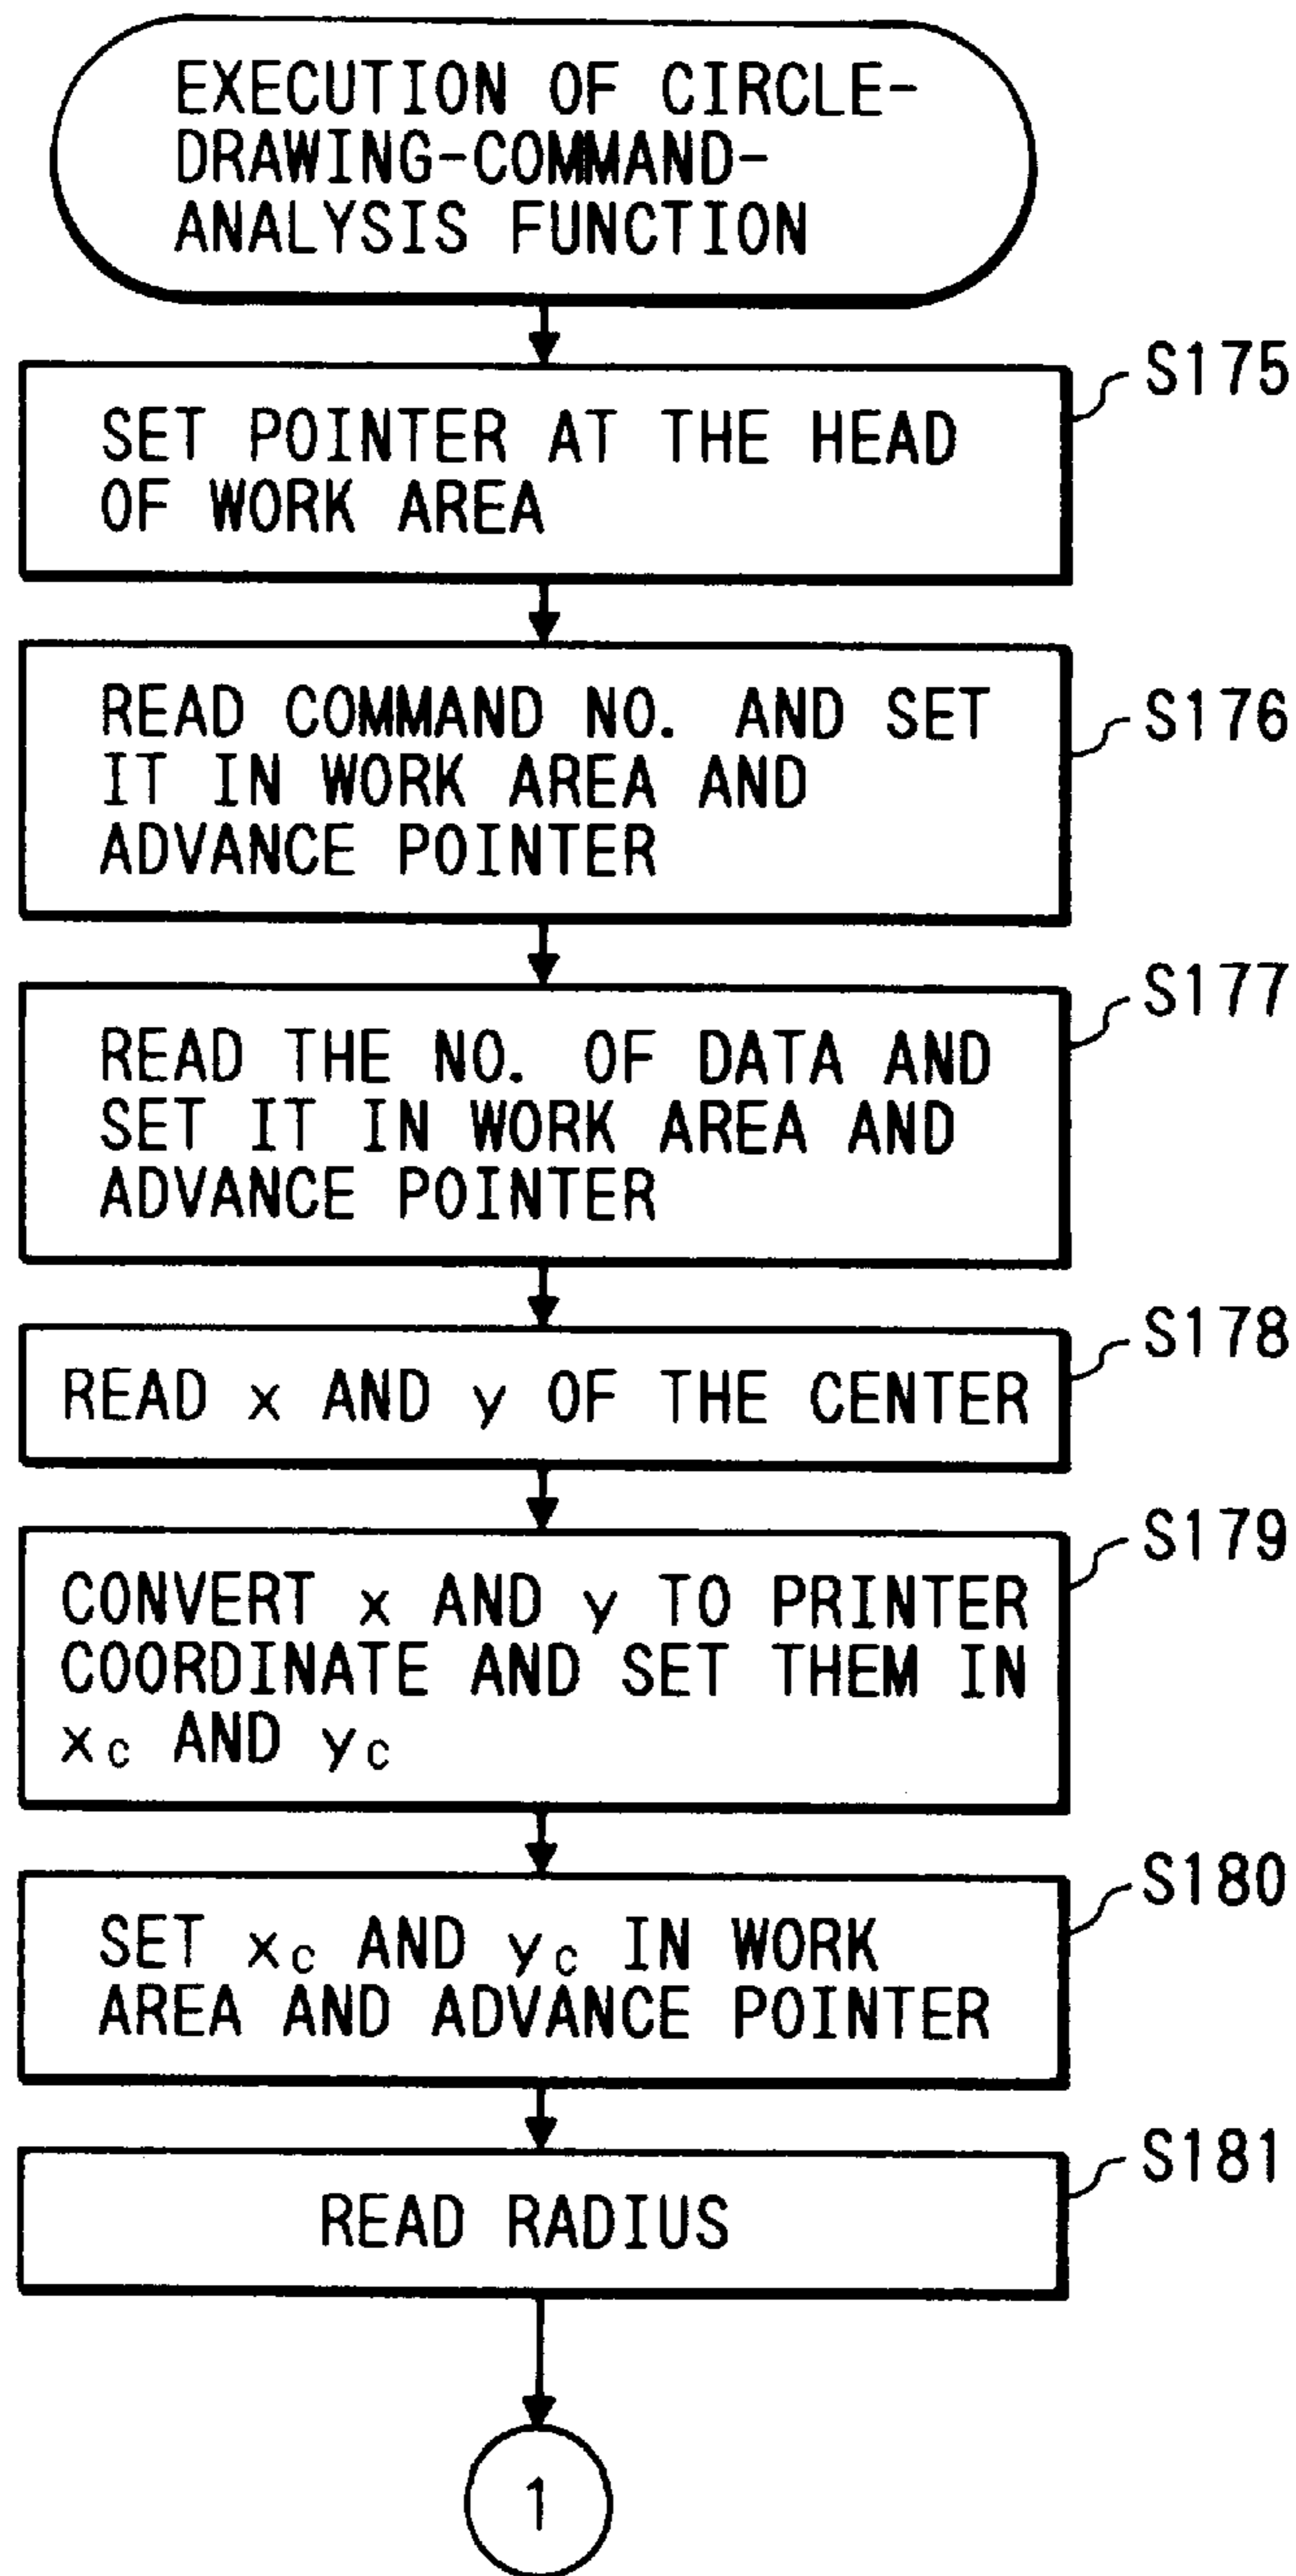 EXECUTION OF CIRCLE-
DRAWING-COMMAND-
ANALYSIS FUNCTION
S175
SET POINTER AT THE HEAD
OF WORK AREA
S176
READ COMMAND NO. AND SET
IT IN WORK AREA AND
ADVANCE POINTER
S177
READ THE NO. OF DATA AND
SET IT IN WORK AREA AND
ADVANCE POINTER
S178
READ x AND y OF THE CENTER
S179
CONVERT x AND y TO PRINTER
COORDINATE AND SET THEM IN
xc AND yc
S180
SET xc AND yc IN WORK
AREA AND ADVANCE POINTER
S181
READ RADIUS
1